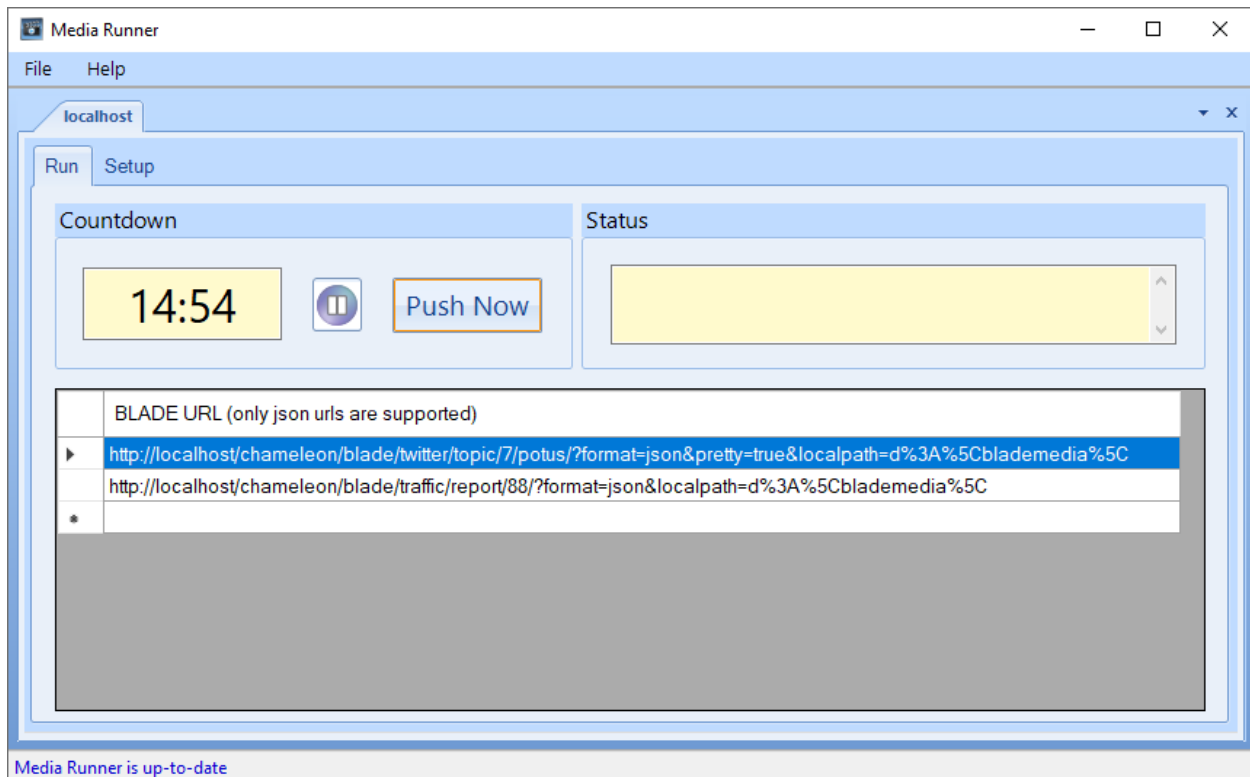 Media Runner
File Help
localhost
Run Setup
Countdown
Status
14:54
Push Now
BLADE URL (only json urls are supported)
http://localhost/chameleon/blade/twitter/topic/7/potus/?format=json&pretty=true&localpath=d%3A%5Cblademedia%5C
http://localhost/chameleon/blade/traffic/report/88/?format=json&localpath=d%3A%5Cblademedia%5C
Media Runner is up-to-date